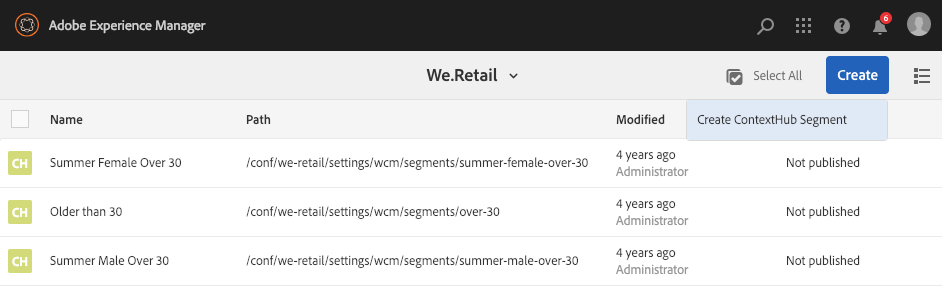 Adobe Experience Manager
6
We.Retail
Select All
Create
Name
Path
Modified
Create ContextHub Segment
CH
Summer Female Over 30
/conf/we-retail/settings/wcm/segments/summer-female-over-30
4 years ago
Administrator
Not published
CH
Older than 30
/conf/we-retail/settings/wcm/segments/over-30
4 years ago
Administrator
Not published
CH
Summer Male Over 30
/conf/we-retail/settings/wcm/segments/summer-male-over-30
4 years ago
Administrator
Not published